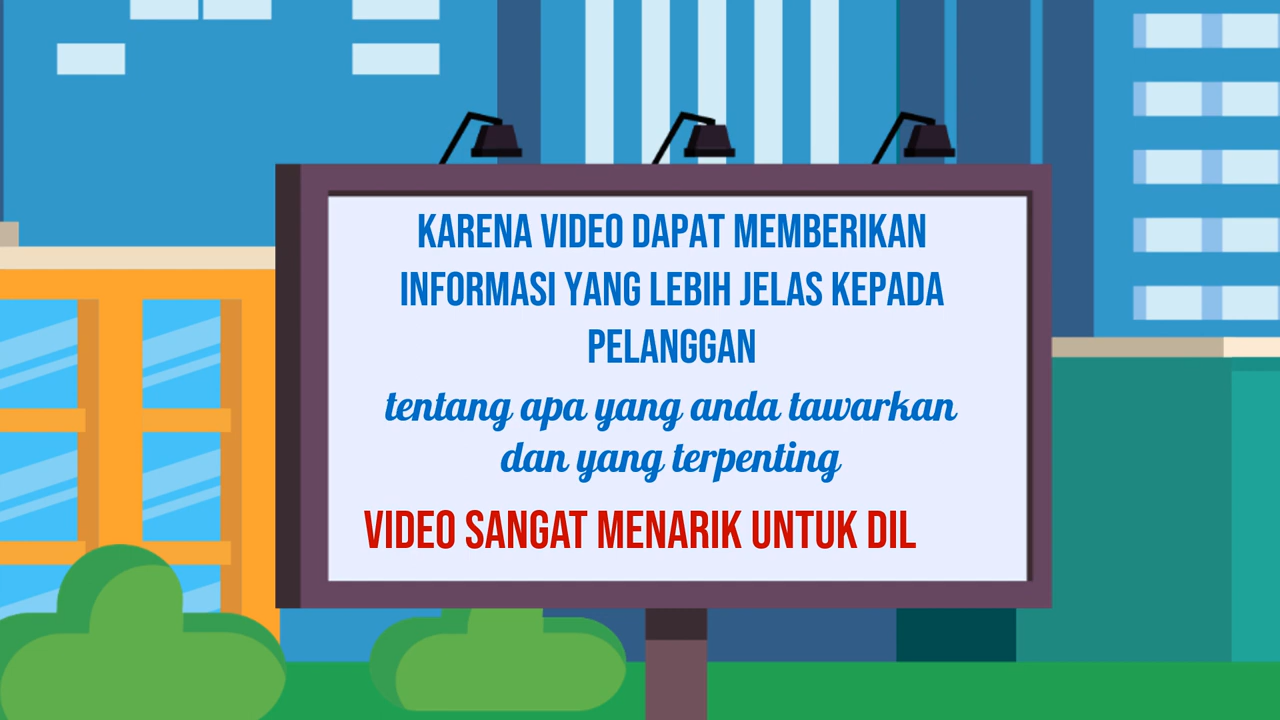 KARENA VIDEO DAPAT MEMBERIKAN
INFORMASI YANG LEBIH JELAS KEPADA
PELANGGAN
tentang apa yang anda tawarkan
dan yang terpenting
VIDEO SANGAT MENARIK UNTUK DIL